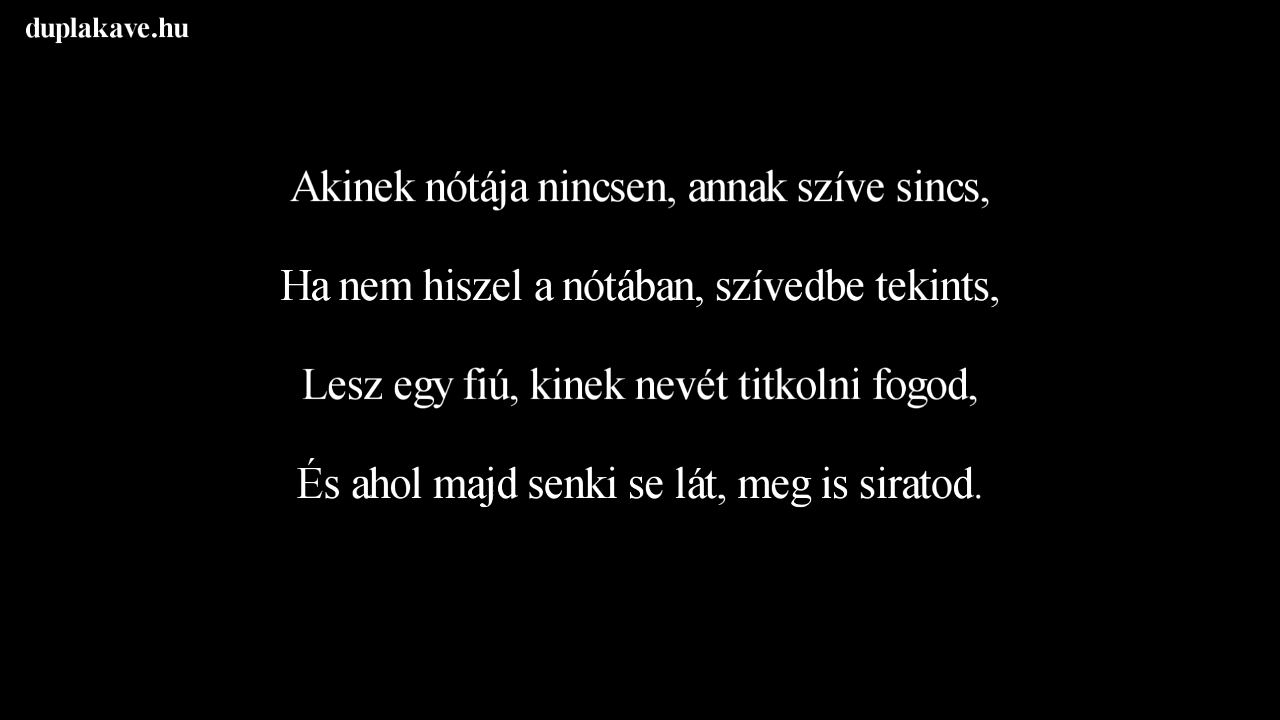 duplakave.hu
Akinek nótája nincsen, annak szíve sincs,
Ha nem hiszel a nótában, szívedbe tekints,
Lesz egy fiú, kinek nevét titkolni fogod,
És ahol majd senki se lát, meg is siratod.